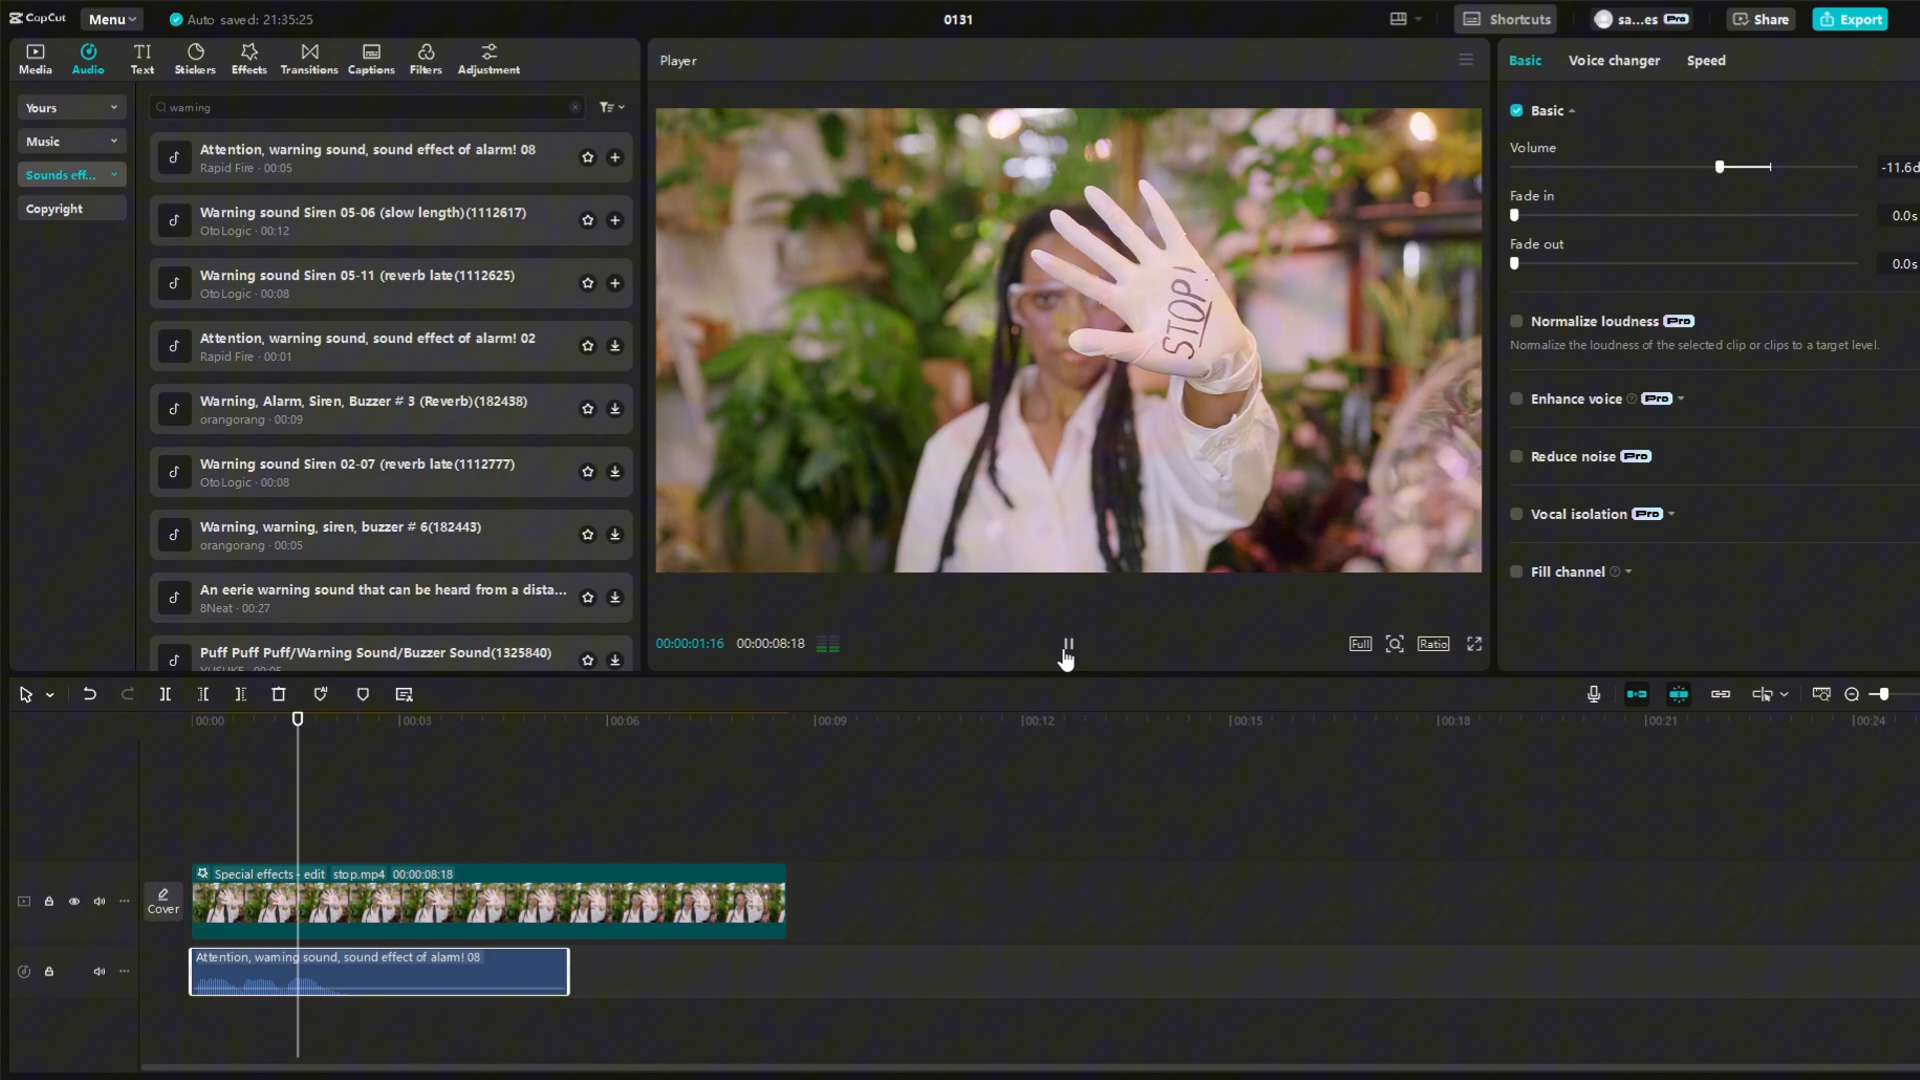 CapCut
Menu
Auto saved: 21:35:25
0131
Shortcuts
sa...es Pro
Share
Export
Media
Audio
TI
Text
Stickers
Effects
Transitions
Captions
Filters
Adjustment
Yours
Music
Sounds eff...
Copyright
warning
Attention, warning sound, sound effect of alarm! 08
Rapid Fire · 00:05
Warning sound Siren 05-06 (slow length)(1112617)
OtoLogic · 00:12
Warning sound Siren 05-11 (reverb late(1112625)
OtoLogic · 00:08
Attention, warning sound, sound effect of alarm! 02
Rapid Fire · 00:01
Warning, Alarm, Siren, Buzzer # 3 (Reverb)(182438)
orangorang · 00:09
Warning sound Siren 02-07 (reverb late(1112777)
OtoLogic · 00:08
Warning, warning, siren, buzzer # 6(182443)
orangorang · 00:05
An eerie warning sound that can be heard from a dista...
8Neat · 00:27
Puff Puff Puff/Warning Sound/Buzzer Sound(1325840)
Player
STOP!
00:00:01:16
00:00:08:18
Full
Ratio
Basic
Voice changer
Speed
Basic
Volume
-11.6d
Fade in
0.0s
Fade out
0.0s
Normalize loudness Pro
Normalize the loudness of the selected clip or clips to a target level.
Enhance voice Pro
Reduce noise Pro
Vocal isolation Pro
Fill channel
00:00
00:03
00:06
00:09
00:12
00:15
00:18
00:21
00:24
Cover
Special effects - edit stop.mp4 00:00:08:18
Attention, warning sound, sound effect of alarm! 08